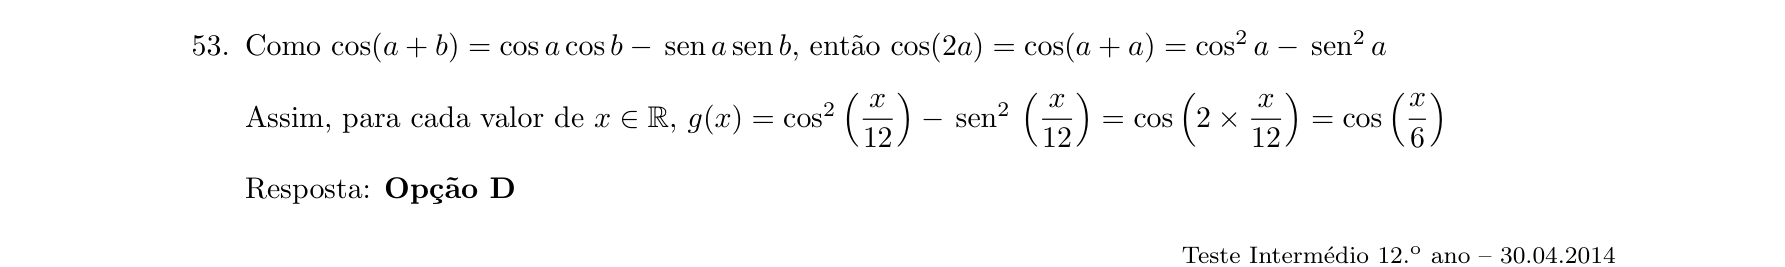 53. Como cos(a + b) = cos a cos b − sen a sen b, então cos(2a) = cos(a + a) = cos² a − sen² a
Assim, para cada valor de x ∈ ℝ, g(x) = cos² (x/12) − sen² (x/12) = cos (2 × x/12) = cos (x/6)
Resposta: Opção D
Teste Intermédio 12.º ano – 30.04.2014